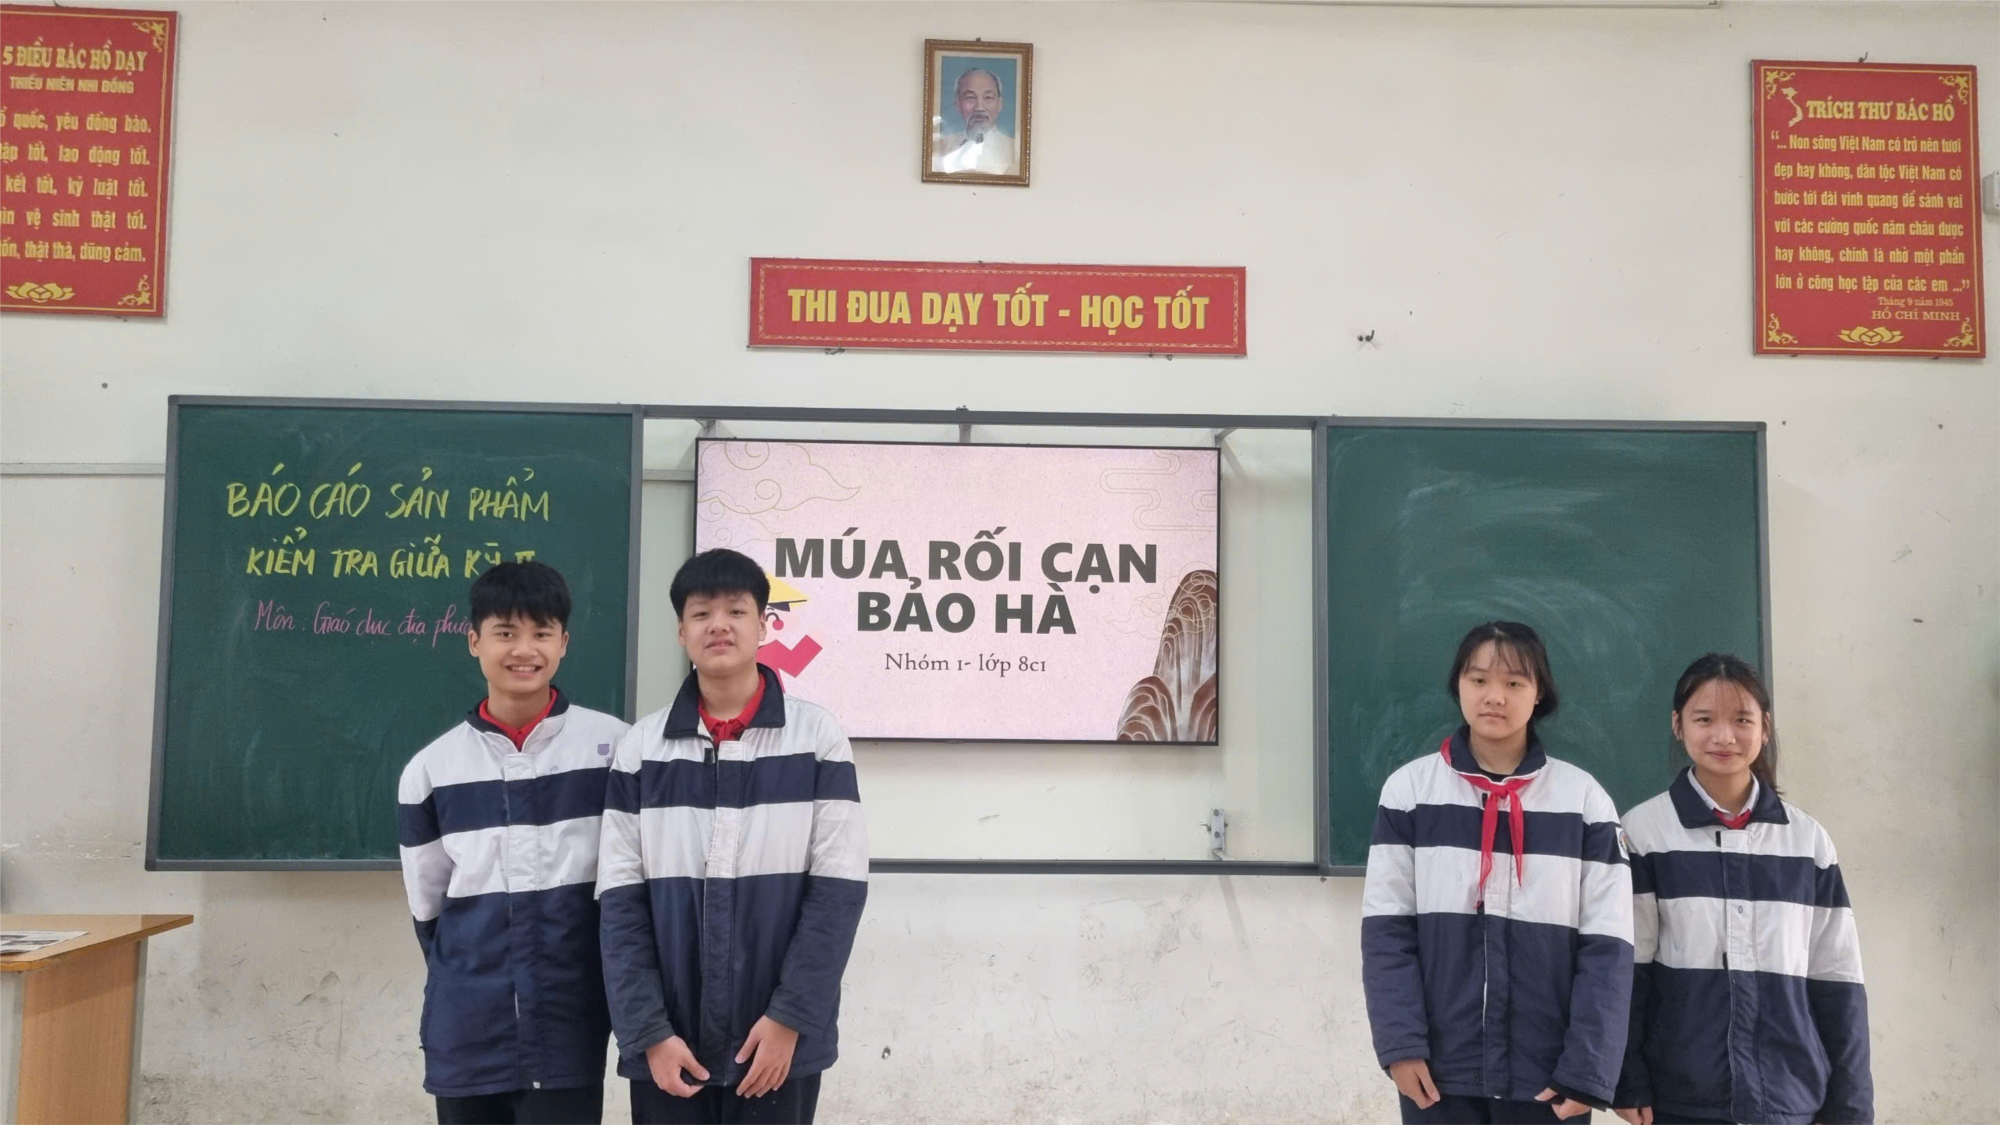 5 ĐIỀU BÁC HỒ DẠY
THIẾU NIÊN NHI ĐỒNG
quốc, yêu đồng bào.
tập tốt, lao động tốt.
kết tốt, kỷ luật tốt.
vệ sinh thật tốt.
thật thà, dũng cảm.
THI ĐUA DẠY TỐT - HỌC TỐT
TRÍCH THƯ BÁC HỒ
"... Non sông Việt Nam có trở nên tươi
đẹp hay không, dân tộc Việt Nam có
bước tới đài vinh quang để sánh vai
với các cường quốc năm châu được
hay không, chính là nhờ một phần
lớn ở công học tập của các em ..."
Tháng 9 năm 1945
HỒ CHÍ MINH
BÁO CÁO SẢN PHẨM
KIỂM TRA GIỮA KỲ II
Môn. Giáo dục địa
MÚA RỐI CẠN
BẢO HÀ
Nhóm 1- lớp 8c1